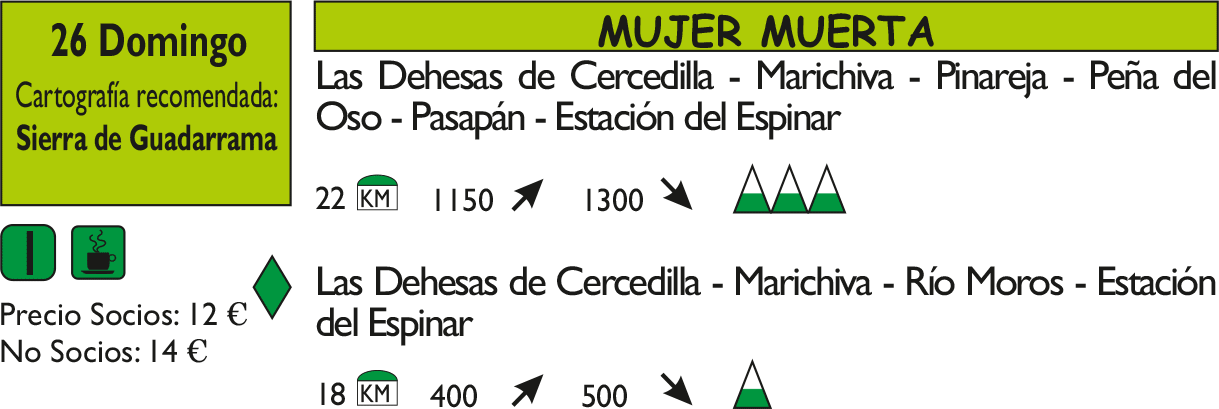 26 Domingo
Cartografía recomendada:
Sierra de Guadarrama
Precio Socios: 12 €
No Socios: 14 €
MUJER MUERTA
Las Dehesas de Cercedilla - Marichiva - Pinareja - Peña del
Oso - Pasapán - Estación del Espinar
22 KM 1150 1300
Las Dehesas de Cercedilla - Marichiva - Río Moros - Estación
del Espinar
18 KM 400 500